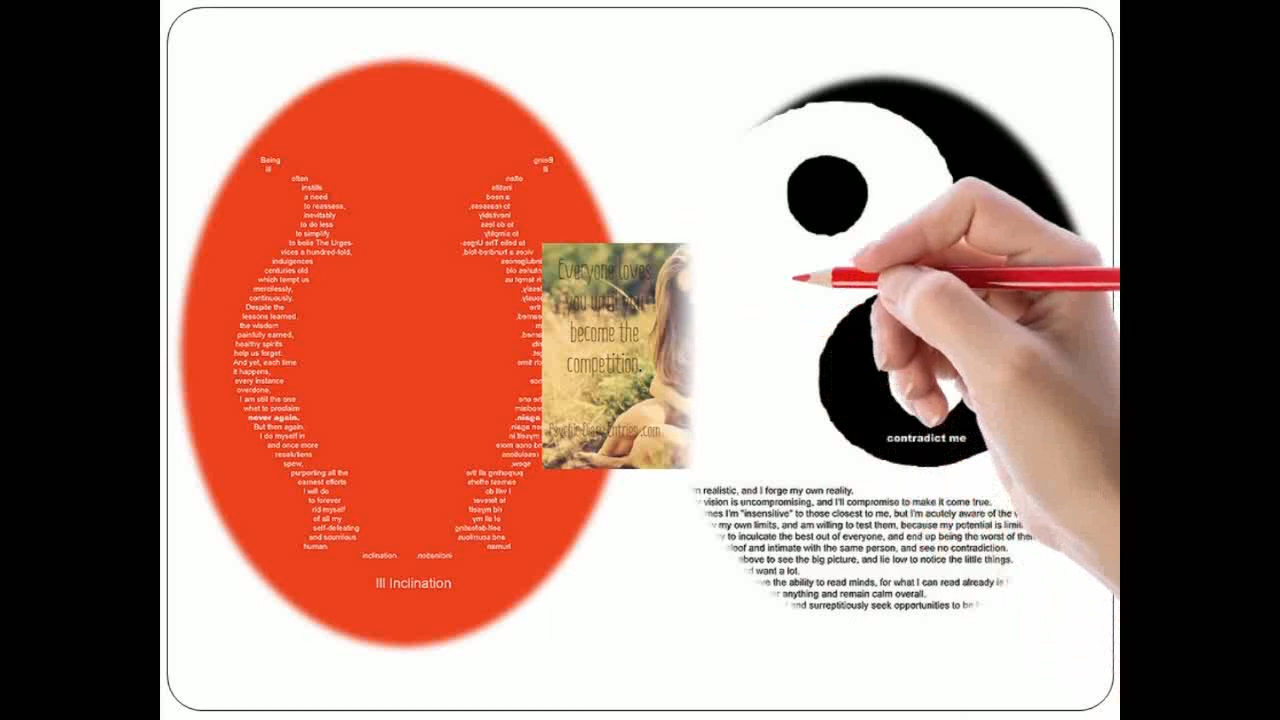 Being
ill
often
instills
a need
to reassess,
inevitably
to do less
to simplify
to belie The Urges-
vices a hundred-fold,
indulgences
centuries old
which tempt us
mercilessly,
continuously.
Despite the
lessons learned,
the wisdom
painfully earned,
healthy spirits
help us forget.
And yet, each time
it happens,
every instance
overdone,
I am still the one
what to proclaim
never again.
But then again,
I do myself in
and once more
resolutions
spew,
purporting all the
earnest efforts
I will do
to forever
rid myself
of all my
self-defeating
and scurrilous
human
inclination.
Ill Inclination
Everyone loves
you until you
become the
competition.
Psychic Diary Entries .com
contradict me
realistic, and I forge my own reality.
vision is uncompromising, and I'll compromise to make it come true.
I'm "insensitive" to those closest to me, but I'm acutely aware of the
my own limits, and am willing to test them, because my potential is
to inculcate the best out of everyone, and end up being the worst of
and intimate with the same person, and see no contradiction.
above to see the big picture, and lie low to notice the little things.
want a lot.
the ability to read minds, for what I can read already is
anything and remain calm overall.
and surreptitiously seek opportunities to be